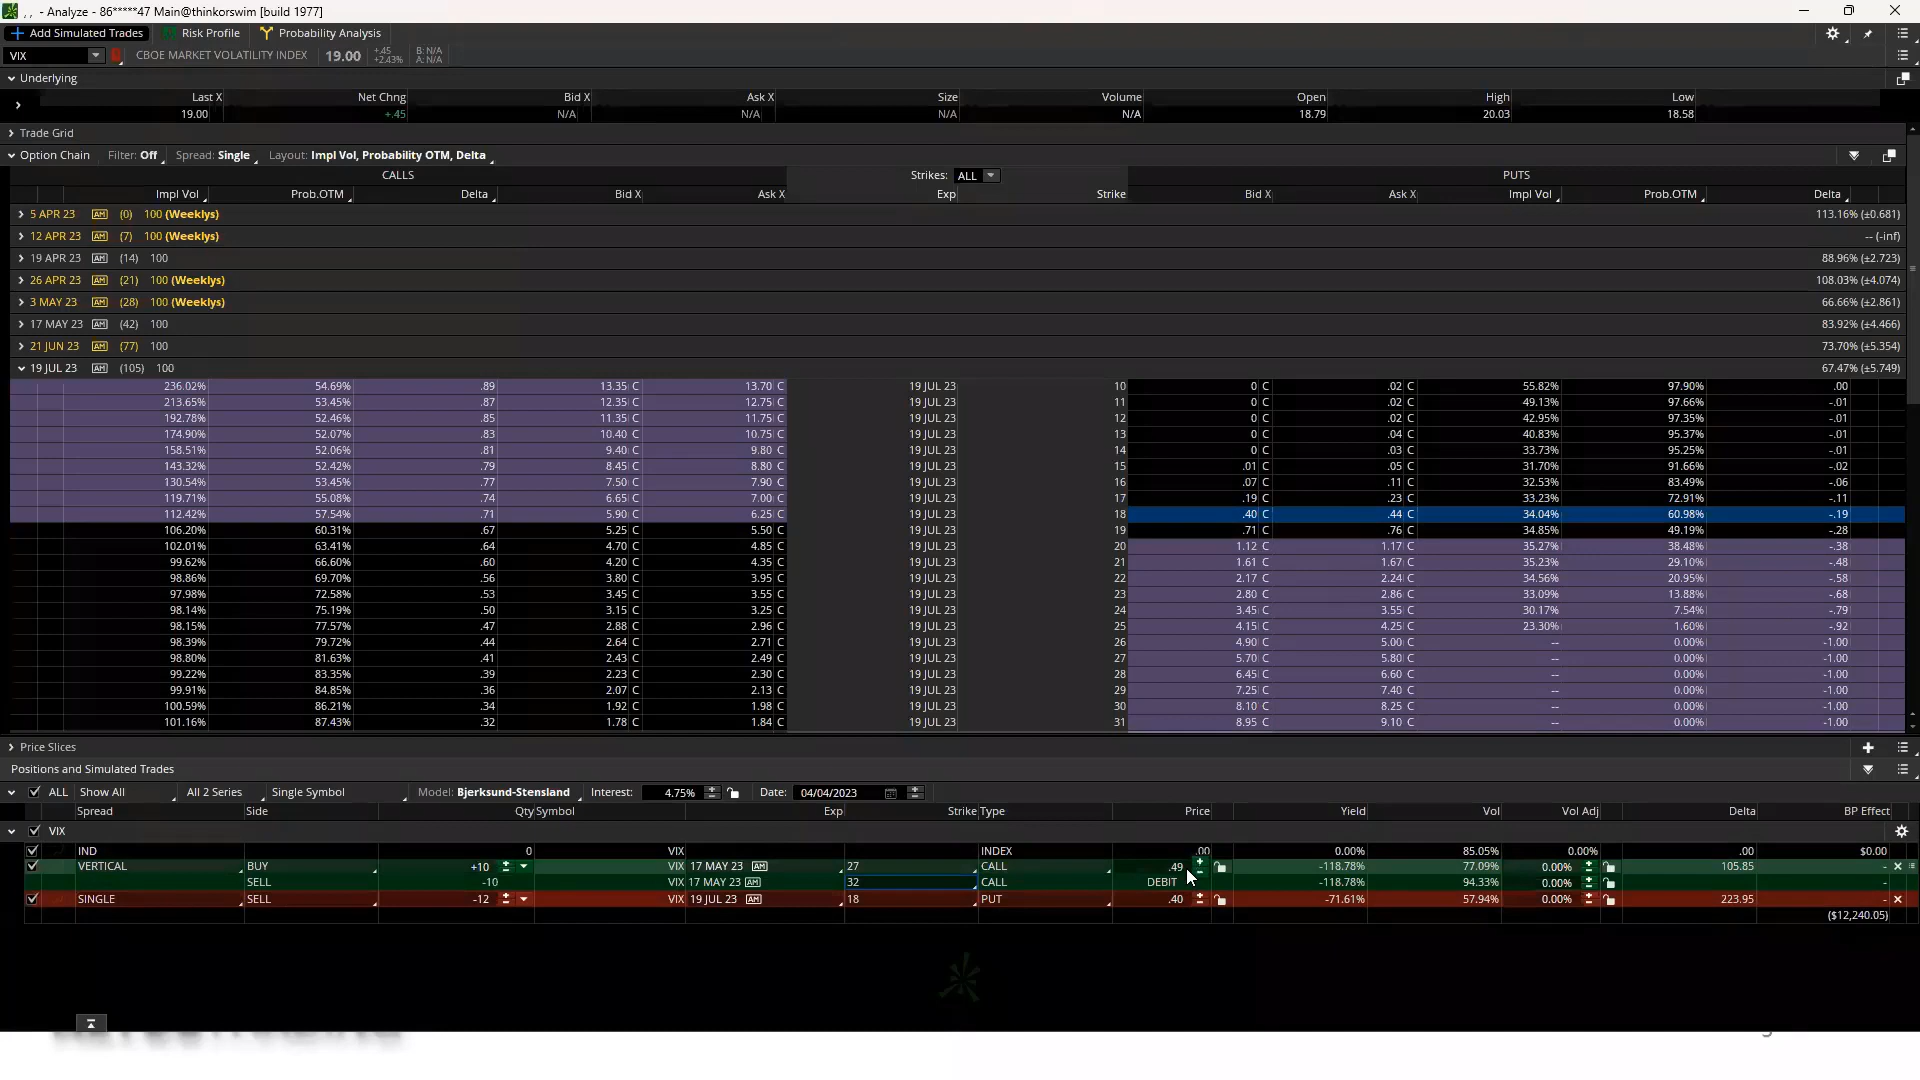 , , - Analyze - 86*****47 Main@thinkorswim [build 1977]
Add Simulated Trades Risk Profile Probability Analysis
VIX CBOE MARKET VOLATILITY INDEX 19.00 +.45 +2.43% B: N/A A: N/A
Underlying
Last X Net Chng Bid X Ask X Size Volume Open High Low
19.00 +.45 N/A N/A N/A N/A 18.79 20.03 18.58
Trade Grid
Option Chain Filter: Off Spread: Single Layout: Impl Vol, Probability OTM, Delta
CALLS Strikes: ALL PUTS
Impl Vol Prob.OTM Delta Bid X Ask X Exp Strike Bid X Ask X Impl Vol Prob.OTM Delta
5 APR 23 AM (0) 100 (Weeklys) 113.16% (±0.681)
12 APR 23 AM (7) 100 (Weeklys) -- (-inf)
19 APR 23 AM (14) 100 88.96% (±2.723)
26 APR 23 AM (21) 100 (Weeklys) 108.03% (±4.074)
3 MAY 23 AM (28) 100 (Weeklys) 66.66% (±2.861)
17 MAY 23 AM (42) 100 83.92% (±4.466)
21 JUN 23 AM (77) 100 73.70% (±5.354)
19 JUL 23 AM (105) 100 67.47% (±5.749)
236.02% 54.69% .89 13.35 C 13.70 C 19 JUL 23 10 0 C .02 C 55.82% 97.90% .00
213.65% 53.45% .87 12.35 C 12.75 C 19 JUL 23 11 0 C .02 C 49.13% 97.66% -.01
192.78% 52.46% .85 11.35 C 11.75 C 19 JUL 23 12 0 C .02 C 42.95% 97.35% -.01
174.90% 52.07% .83 10.40 C 10.75 C 19 JUL 23 13 0 C .04 C 40.83% 95.37% -.01
158.51% 52.06% .81 9.40 C 9.80 C 19 JUL 23 14 0 C .03 C 33.73% 95.25% -.01
143.32% 52.42% .79 8.45 C 8.80 C 19 JUL 23 15 .01 C .05 C 31.70% 91.66% -.02
130.54% 53.45% .77 7.50 C 7.90 C 19 JUL 23 16 .07 C .11 C 32.53% 83.49% -.06
119.71% 55.08% .74 6.65 C 7.00 C 19 JUL 23 17 .19 C .23 C 33.23% 72.91% -.11
112.42% 57.54% .71 5.90 C 6.25 C 19 JUL 23 18 .40 C .44 C 34.04% 60.98% -.19
106.20% 60.31% .67 5.25 C 5.50 C 19 JUL 23 19 .71 C .76 C 34.85% 49.19% -.28
102.01% 63.41% .64 4.70 C 4.85 C 19 JUL 23 20 1.12 C 1.17 C 35.27% 38.48% -.38
99.62% 66.60% .60 4.20 C 4.35 C 19 JUL 23 21 1.61 C 1.67 C 35.23% 29.10% -.48
98.86% 69.70% .56 3.80 C 3.95 C 19 JUL 23 22 2.17 C 2.24 C 34.56% 20.95% -.58
97.98% 72.58% .53 3.45 C 3.55 C 19 JUL 23 23 2.80 C 2.86 C 33.09% 13.88% -.68
98.14% 75.19% .50 3.15 C 3.25 C 19 JUL 23 24 3.45 C 3.55 C 30.17% 7.54% -.79
98.15% 77.57% .47 2.88 C 2.96 C 19 JUL 23 25 4.15 C 4.25 C 23.30% 1.60% -.92
98.39% 79.72% .44 2.64 C 2.71 C 19 JUL 23 26 4.90 C 5.00 C -- 0.00% -1.00
98.80% 81.63% .41 2.43 C 2.49 C 19 JUL 23 27 5.70 C 5.80 C -- 0.00% -1.00
99.22% 83.35% .39 2.23 C 2.30 C 19 JUL 23 28 6.45 C 6.60 C -- 0.00% -1.00
99.91% 84.85% .36 2.07 C 2.13 C 19 JUL 23 29 7.25 C 7.40 C -- 0.00% -1.00
100.59% 86.21% .34 1.92 C 1.98 C 19 JUL 23 30 8.10 C 8.25 C -- 0.00% -1.00
101.16% 87.43% .32 1.78 C 1.84 C 19 JUL 23 31 8.95 C 9.10 C -- 0.00% -1.00
Price Slices
Positions and Simulated Trades
ALL Show All All 2 Series Single Symbol Model: Bjerksund-Stensland Interest: 4.75% Date: 04/04/2023
Spread Side Qty Symbol Exp Strike Type Price Yield Vol Vol Adj Delta BP Effect
VIX
IND 0 VIX INDEX .00 0.00% 85.05% 0.00% .00 $0.00
VERTICAL BUY +10 VIX 17 MAY 23 AM 27 CALL .49 -118.78% 77.09% 0.00% 105.85 -
SELL -10 VIX 17 MAY 23 AM 32 CALL DEBIT -118.78% 94.33% 0.00% -
SINGLE SELL -12 VIX 19 JUL 23 AM 18 PUT .40 -71.61% 57.94% 0.00% 223.95 -
($12,240.05)